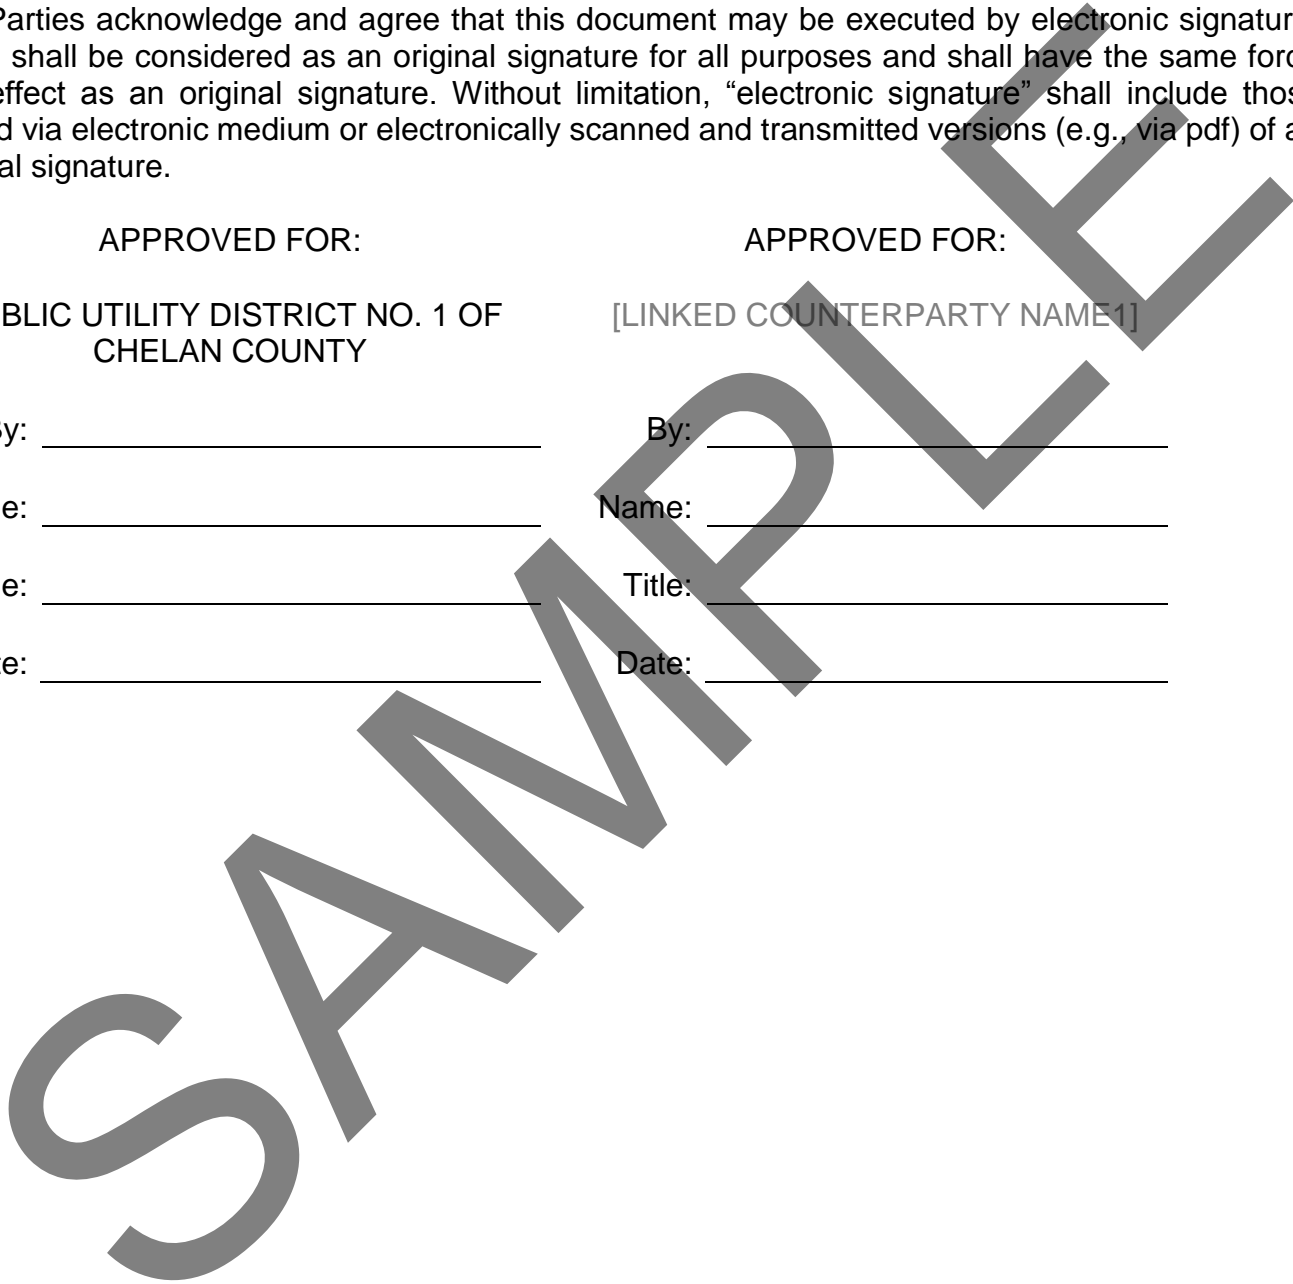 Parties acknowledge and agree that this document may be executed by electronic signatur
shall be considered as an original signature for all purposes and shall have the same forc
effect as an original signature. Without limitation, “electronic signature” shall include thos
d via electronic medium or electronically scanned and transmitted versions (e.g., via pdf) of a
al signature.
APPROVED FOR:
BLIC UTILITY DISTRICT NO. 1 OF
CHELAN COUNTY
By:
e:
e:
te:
APPROVED FOR:
[LINKED COUNTERPARTY NAME1]
By:
Name:
Title:
Date:
SAMPLE